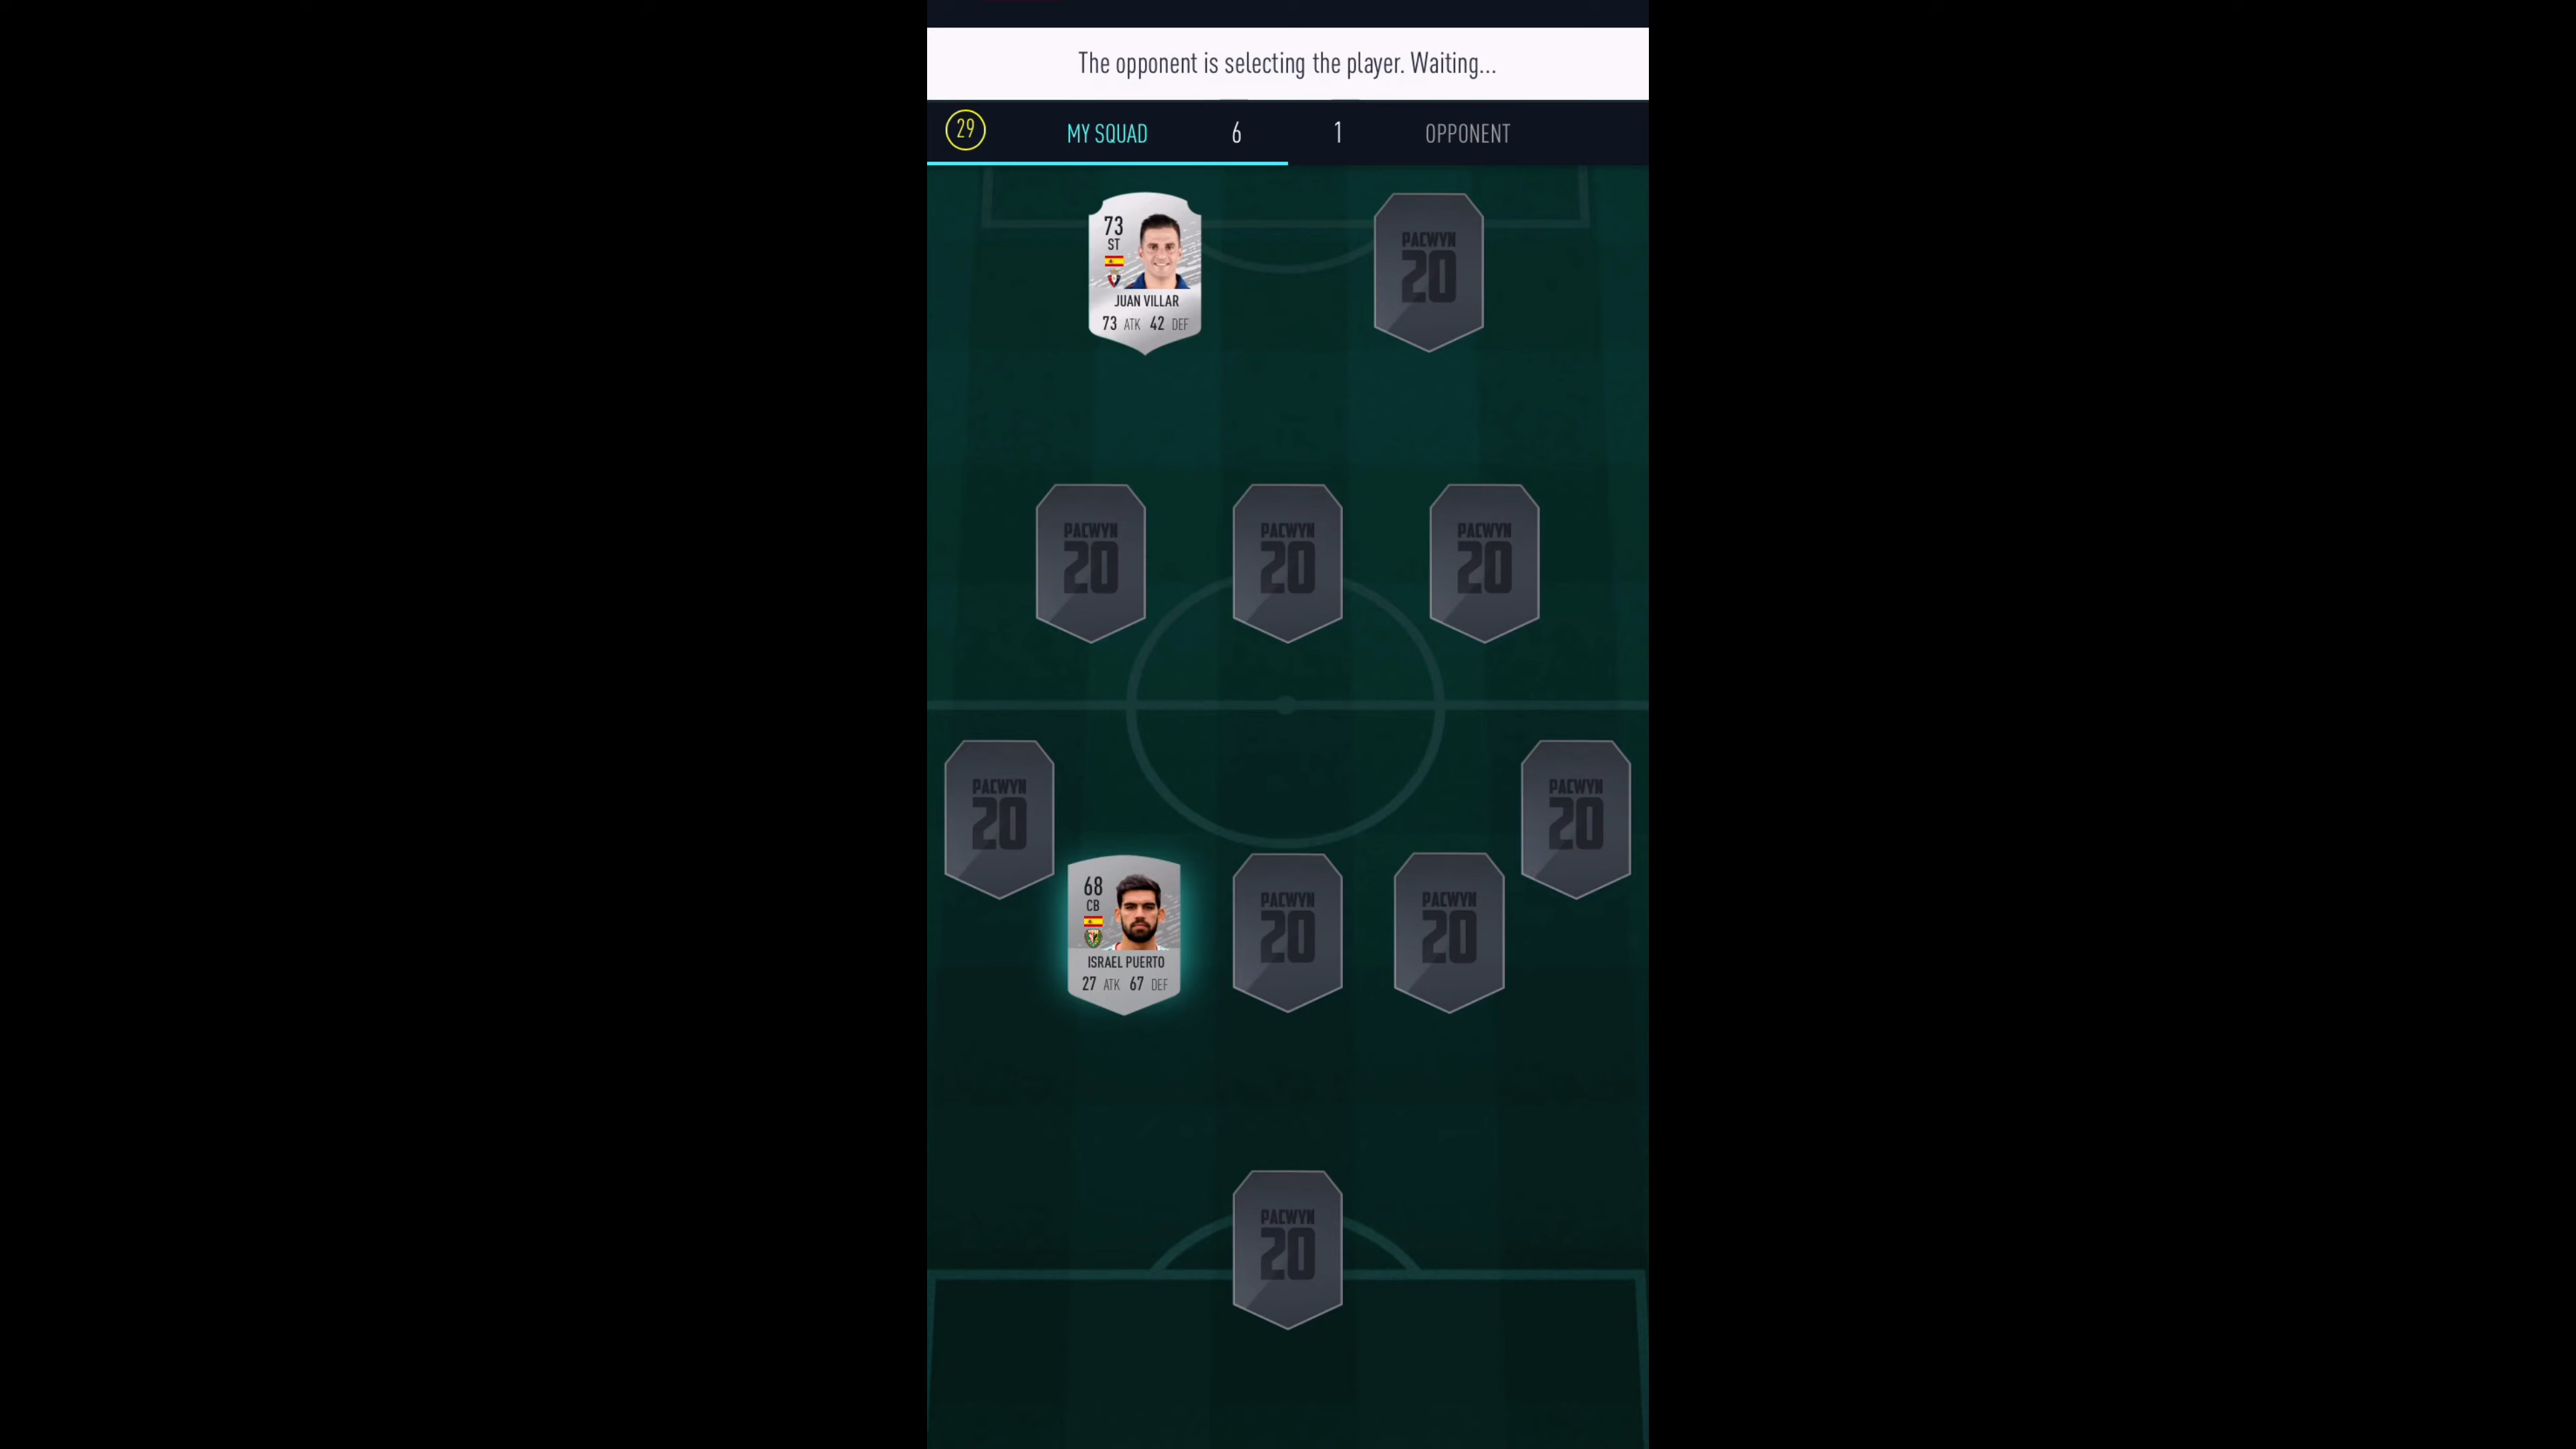 The opponent is selecting the player. Waiting...
29 MY SQUAD 6 1 OPPONENT
73
ST
JUAN VILLAR
73 ATK 42 DEF
PACWYN
20
PACWYN
20
PACWYN
20
PACWYN
20
PACWYN
20
PACWYN
20
68
CB
ISRAEL PUERTO
27 ATK 67 DEF
PACWYN
20
PACWYN
20
PACWYN
20